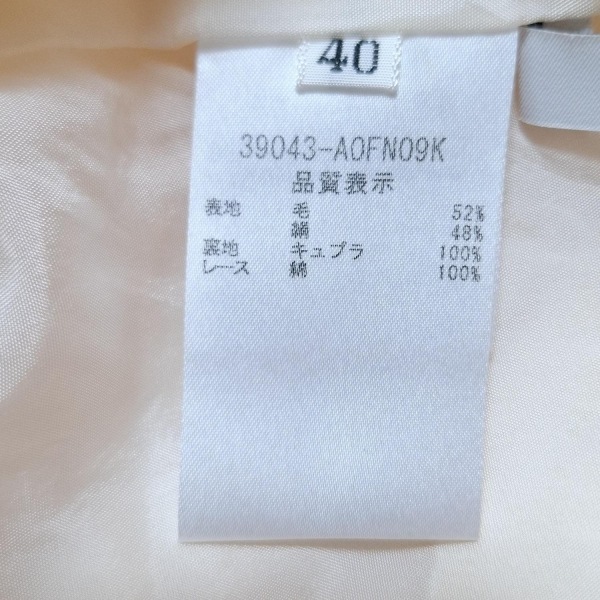 40
39043-A0FN09K
品質表示
表地 毛 52%
絹 48%
裏地 キュプラ 100%
レース 綿 100%